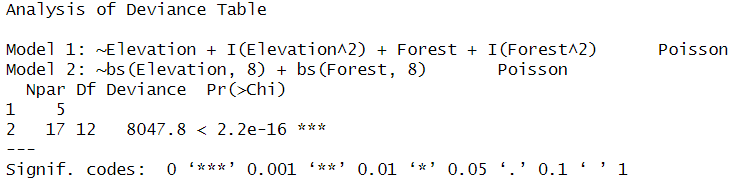 Analysis of Deviance Table
Model 1: ~Elevation + I(Elevation^2) + Forest + I(Forest^2)      Poisson
Model 2: ~bs(Elevation, 8) + bs(Forest, 8)      Poisson
  Npar Df Deviance  Pr(>Chi)
1    5
2   17 12   8047.8 < 2.2e-16 ***
---
Signif. codes:  0 ‘***’ 0.001 ‘**’ 0.01 ‘*’ 0.05 ‘.’ 0.1 ‘ ’ 1